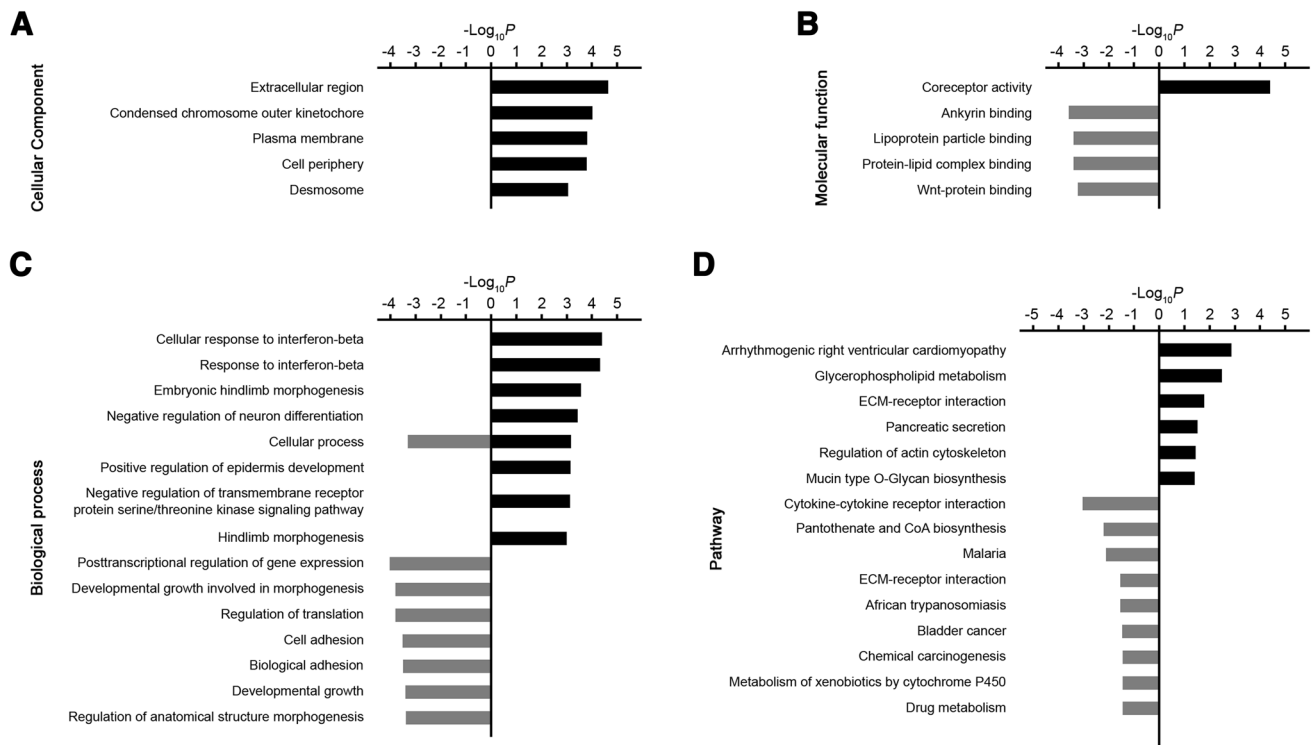 A
-Log10P
-4 -3 -2 -1 0 1 2 3 4 5
Cellular Component
Extracellular region
Condensed chromosome outer kinetochore
Plasma membrane
Cell periphery
Desmosome
B
-Log10P
-4 -3 -2 -1 0 1 2 3 4 5
Molecular function
Coreceptor activity
Ankyrin binding
Lipoprotein particle binding
Protein-lipid complex binding
Wnt-protein binding
C
-Log10P
-4 -3 -2 -1 0 1 2 3 4 5
Biological process
Cellular response to interferon-beta
Response to interferon-beta
Embryonic hindlimb morphogenesis
Negative regulation of neuron differentiation
Cellular process
Positive regulation of epidermis development
Negative regulation of transmembrane receptor
protein serine/threonine kinase signaling pathway
Hindlimb morphogenesis
Posttranscriptional regulation of gene expression
Developmental growth involved in morphogenesis
Regulation of translation
Cell adhesion
Biological adhesion
Developmental growth
Regulation of anatomical structure morphogenesis
D
-Log10P
-5 -4 -3 -2 -1 0 1 2 3 4 5
Pathway
Arrhythmogenic right ventricular cardiomyopathy
Glycerophospholipid metabolism
ECM-receptor interaction
Pancreatic secretion
Regulation of actin cytoskeleton
Mucin type O-Glycan biosynthesis
Cytokine-cytokine receptor interaction
Pantothenate and CoA biosynthesis
Malaria
ECM-receptor interaction
African trypanosomiasis
Bladder cancer
Chemical carcinogenesis
Metabolism of xenobiotics by cytochrome P450
Drug metabolism